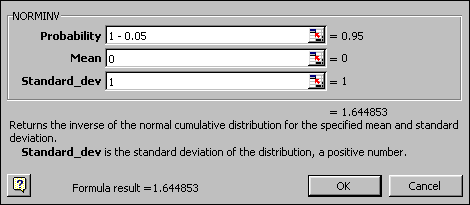 NORMINV
Probability 1 - 0.05 = 0.95
Mean 0 = 0
Standard_dev 1 = 1
= 1.644853
Returns the inverse of the normal cumulative distribution for the specified mean and standard
deviation.
Standard_dev is the standard deviation of the distribution, a positive number.
? Formula result =1.644853 OK Cancel